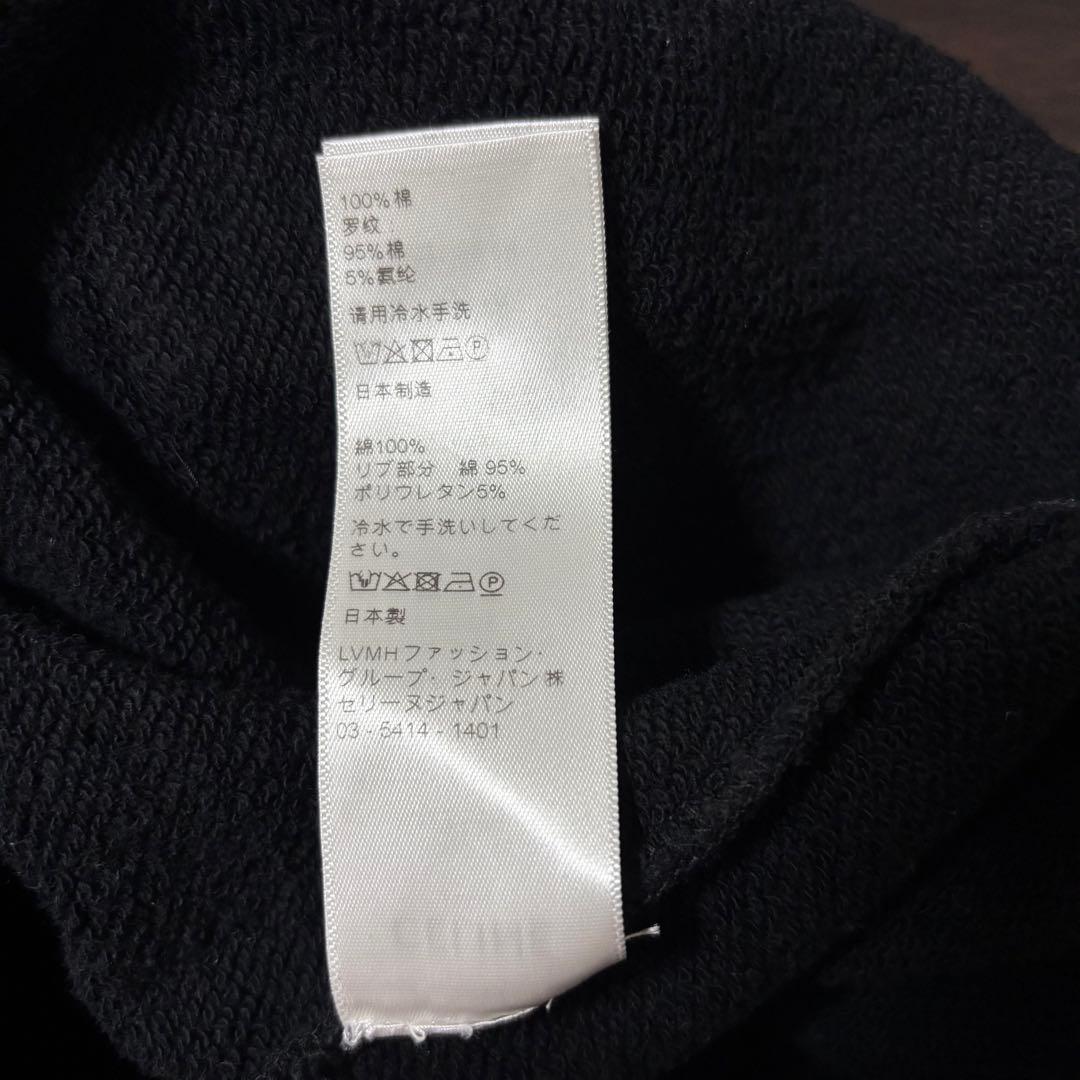 100% 棉
罗纹
95% 棉
5% 氨纶
请用冷水手洗
日本制造
綿100%
リブ部分 綿 95%
ポリウレタン5%
冷水で手洗いしてくだ
さい。
日本製
LVMHファッション・
グループ・ジャパン㈱
セリーヌジャパン
03 - 5414 - 1401